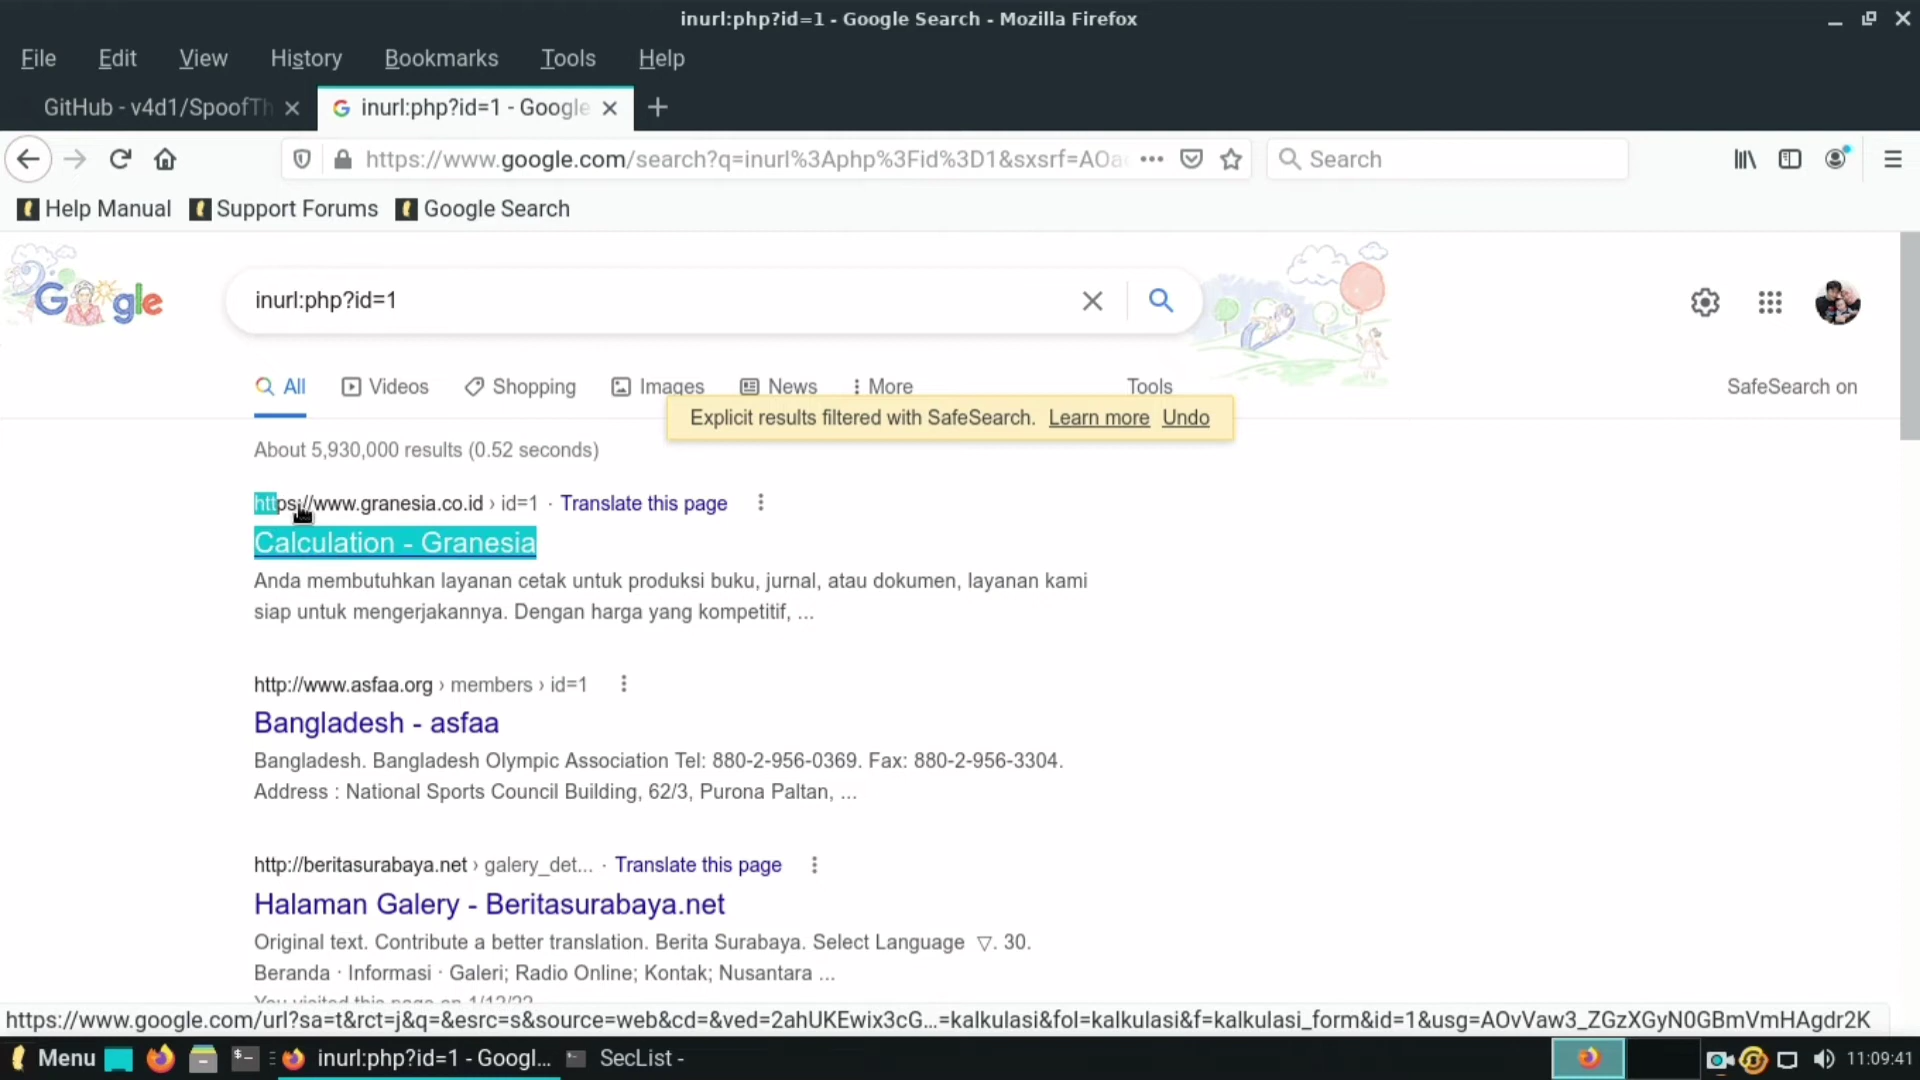 inurl:php?id=1 - Google Search - Mozilla Firefox
File Edit View History Bookmarks Tools Help
GitHub - v4d1/SpoofTh
inurl:php?id=1 - Google
https://www.google.com/search?q=inurl%3Aphp%3Fid%3D1&sxsrf=AOa
Search
Help Manual Support Forums Google Search
Google
inurl:php?id=1
All Videos Shopping Images News More Tools SafeSearch on
Explicit results filtered with SafeSearch. Learn more Undo
About 5,930,000 results (0.52 seconds)
https://www.granesia.co.id › id=1 · Translate this page
Calculation - Granesia
Anda membutuhkan layanan cetak untuk produksi buku, jurnal, atau dokumen, layanan kami
siap untuk mengerjakannya. Dengan harga yang kompetitif, ...
http://www.asfaa.org › members › id=1
Bangladesh - asfaa
Bangladesh. Bangladesh Olympic Association Tel: 880-2-956-0369. Fax: 880-2-956-3304.
Address : National Sports Council Building, 62/3, Purona Paltan, ...
http://beritasurabaya.net › galery_det... · Translate this page
Halaman Galery - Beritasurabaya.net
Original text. Contribute a better translation. Berita Surabaya. Select Language ▽. 30.
Beranda · Informasi · Galeri; Radio Online; Kontak; Nusantara ...
You visited this page on 1/12/22.
https://www.google.com/url?sa=t&rct=j&q=&esrc=s&source=web&cd=&ved=2ahUKEwix3cG…=kalkulasi&fol=kalkulasi&f=kalkulasi_form&id=1&usg=AOvVaw3_ZGzXGyN0GBmVmHAgdr2K
Menu inurl:php?id=1 - Googl... SecList - 11:09:41